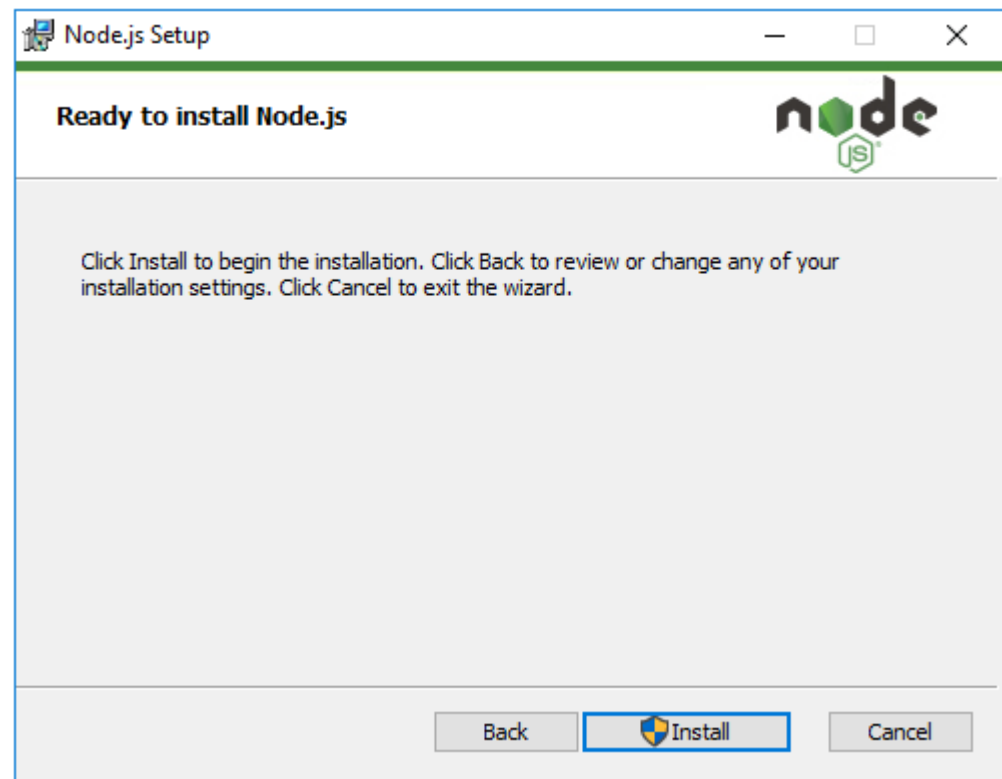 Node.js Setup
Ready to install Node.js
node
JS
Click Install to begin the installation. Click Back to review or change any of your
installation settings. Click Cancel to exit the wizard.
Back
Install
Cancel